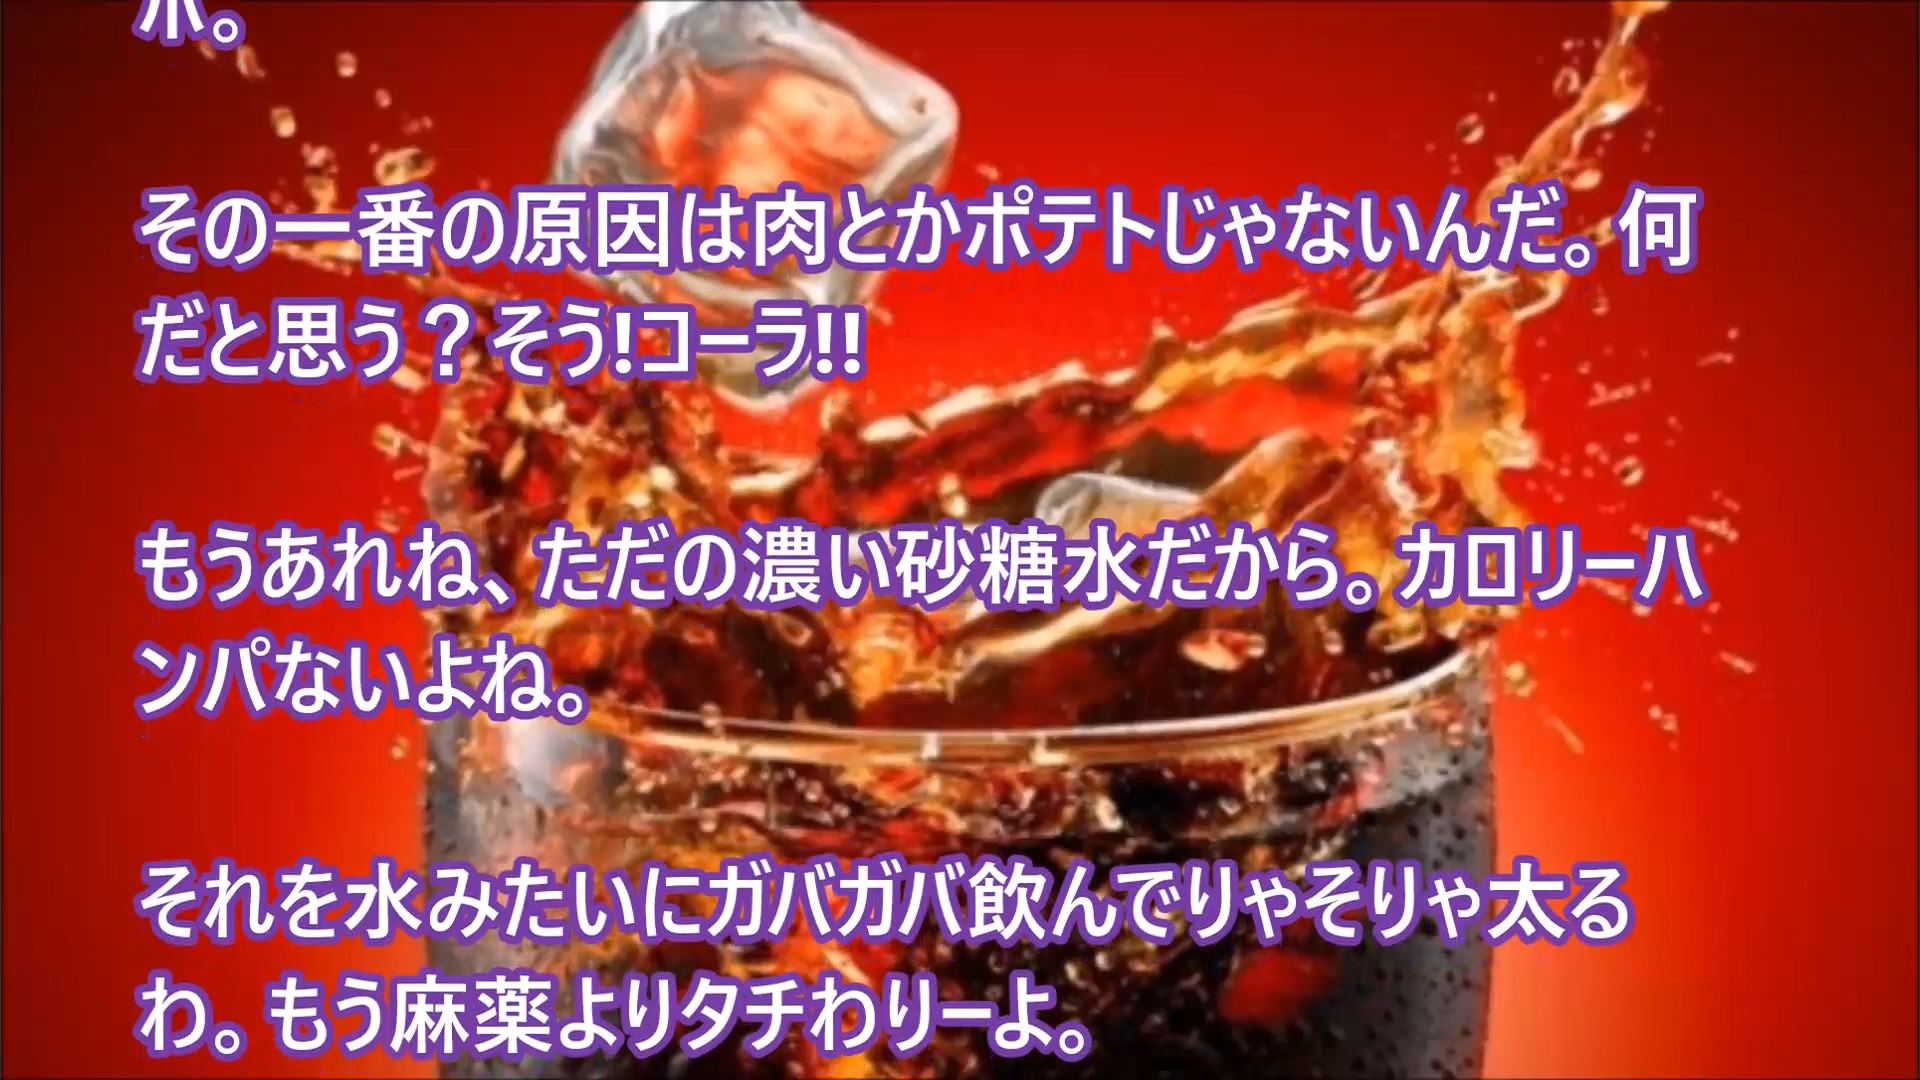 その一番の原因は肉とかポテトじゃないんだ。何
だと思う？そう!コーラ!!
もうあれね、ただの濃い砂糖水だから。カロリーハ
ンパないよね。
それを水みたいにガバガバ飲んでりゃそりゃ太る
わ。もう麻薬よりタチわりーよ。